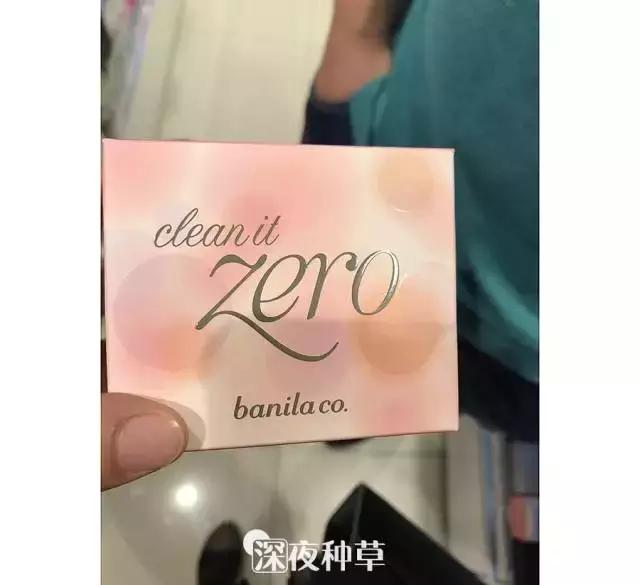 clean it
zero
banila co.
深夜种草